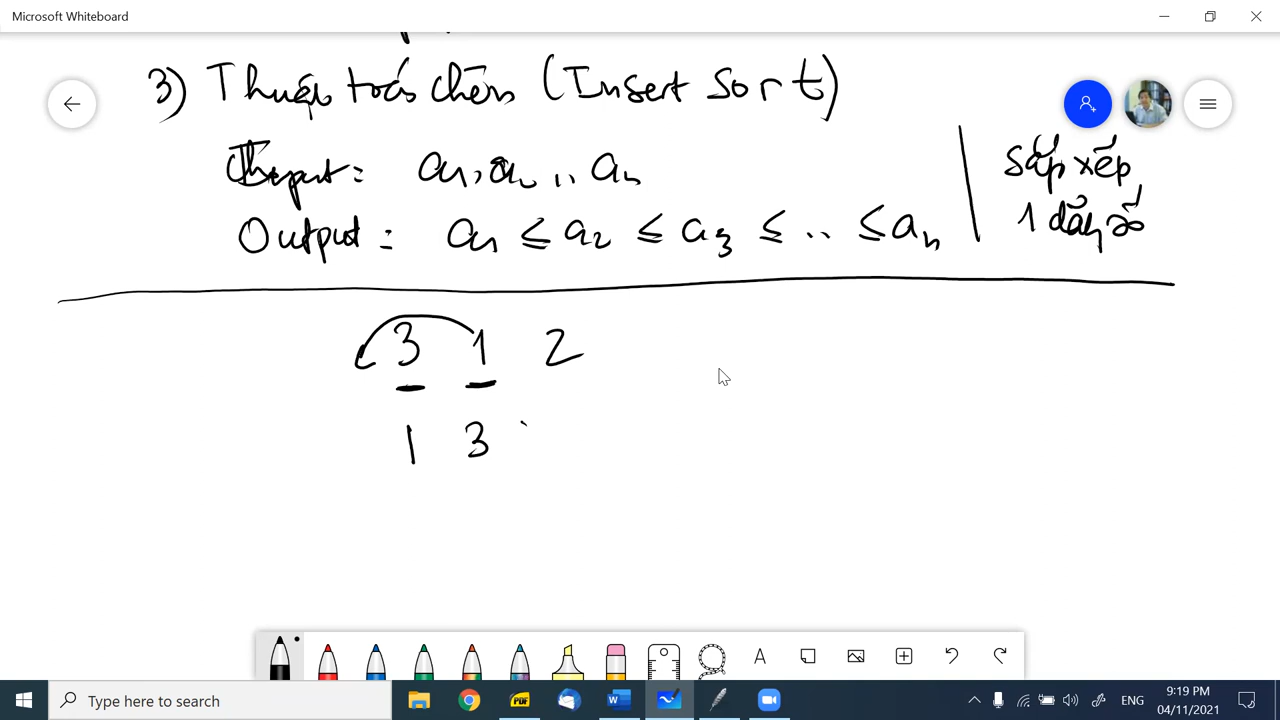 Microsoft Whiteboard
3) Thuật toán chèn (Insert sort)
Input: a1, a2 .. an
Output: a1 ≤ a2 ≤ a3 ≤ .. ≤ an
Sắp xếp
1 dãy số
3 1 2
1 3
A
Type here to search
PDF
ENG
9:19 PM
04/11/2021